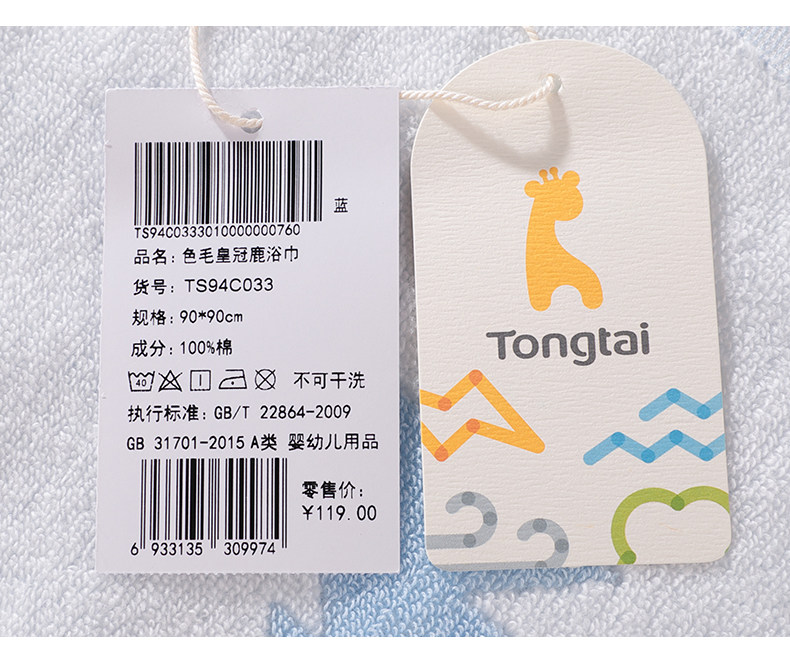 蓝
TS94C0333010000000760
品名: 色毛皇冠鹿浴巾
货号: TS94C033
规格: 90*90cm
成分: 100%棉
40 不可干洗
执行标准: GB/T 22864-2009
GB 31701-2015 A类 婴幼儿用品
零售价:
¥119.00
6 933135 309974
Tongtai